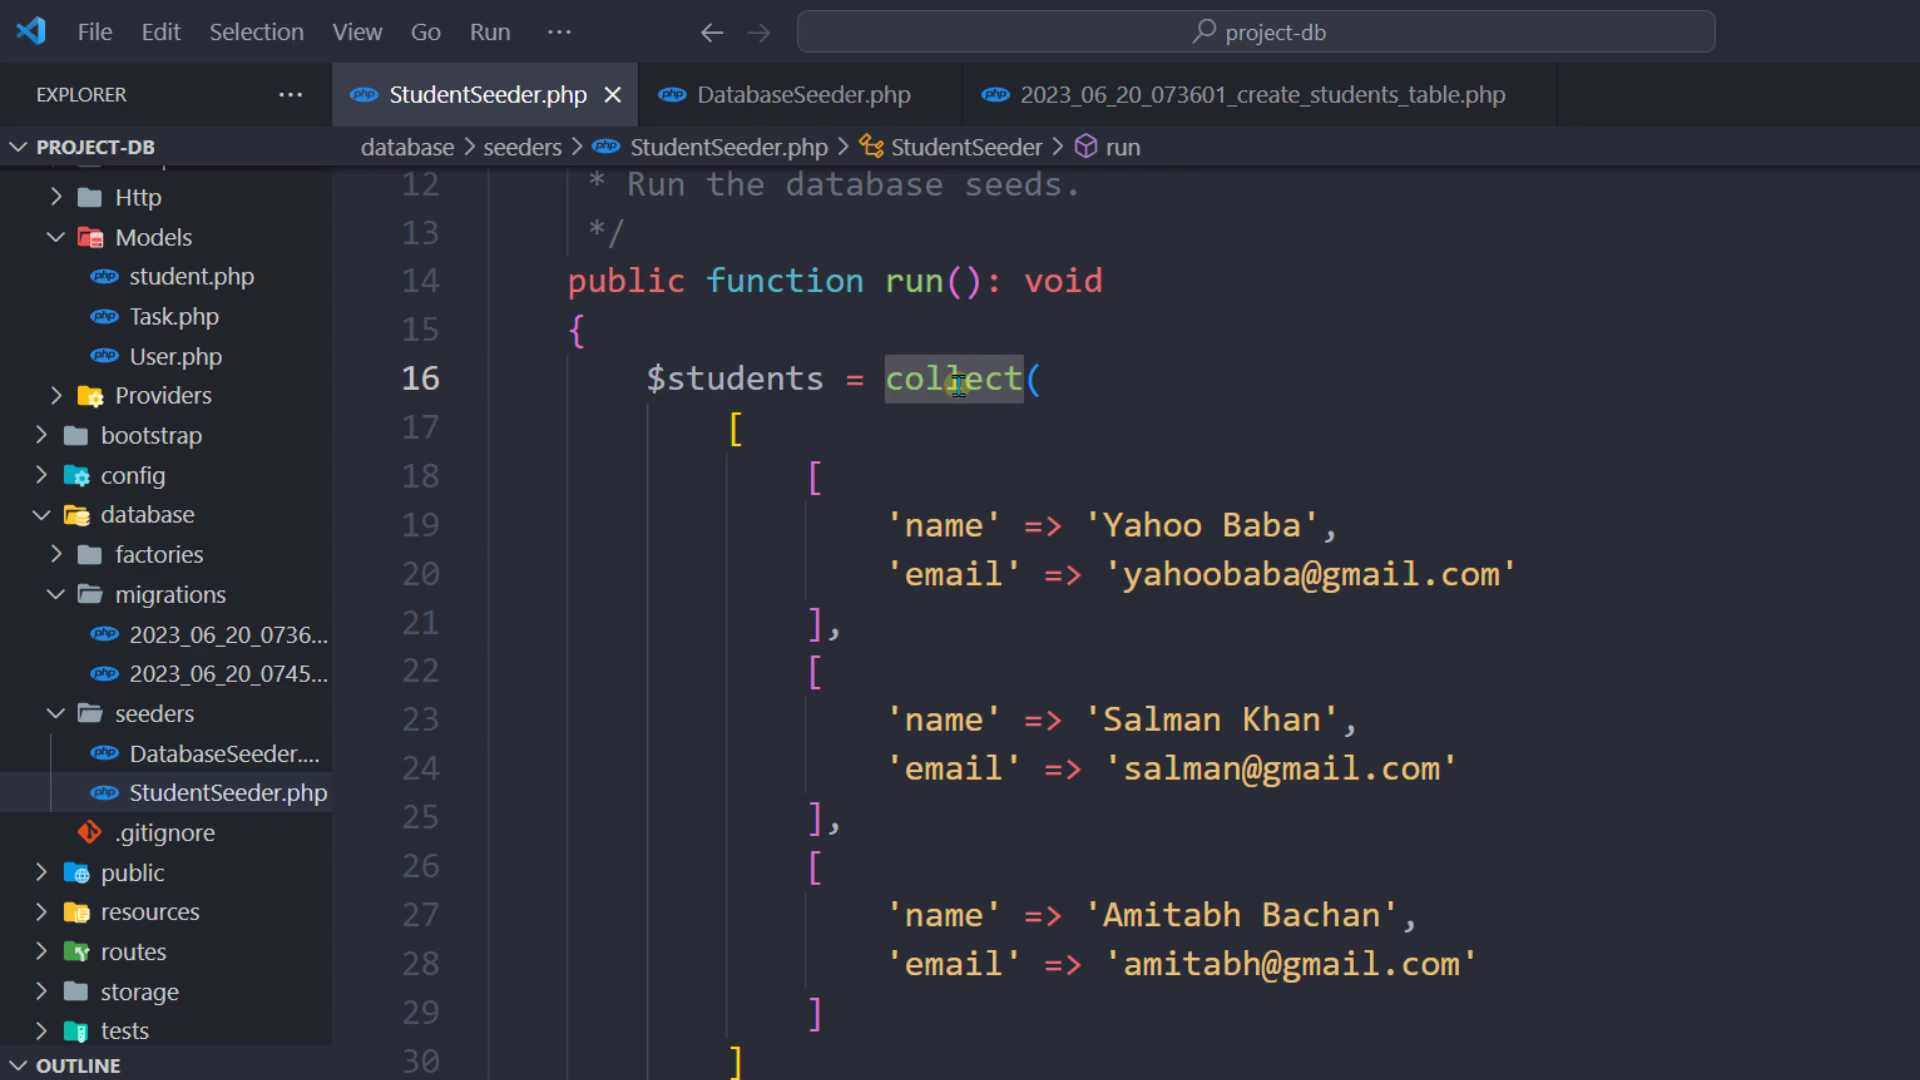 File Edit Selection View Go Run ··· ← → project-db
EXPLORER ···
StudentSeeder.php × DatabaseSeeder.php 2023_06_20_073601_create_students_table.php
PROJECT-DB
database > seeders > StudentSeeder.php > StudentSeeder > run
Http
Models
student.php
Task.php
User.php
Providers
bootstrap
config
database
factories
migrations
2023_06_20_0736...
2023_06_20_0745...
seeders
DatabaseSeeder....
StudentSeeder.php
.gitignore
public
resources
routes
storage
tests
OUTLINE
12 * Run the database seeds.
13 */
14 public function run(): void
15 {
16 $students = collect(
17 [
18 [
19 'name' => 'Yahoo Baba',
20 'email' => 'yahoobaba@gmail.com'
21 ],
22 [
23 'name' => 'Salman Khan',
24 'email' => 'salman@gmail.com'
25 ],
26 [
27 'name' => 'Amitabh Bachan',
28 'email' => 'amitabh@gmail.com'
29 ]
30 ]